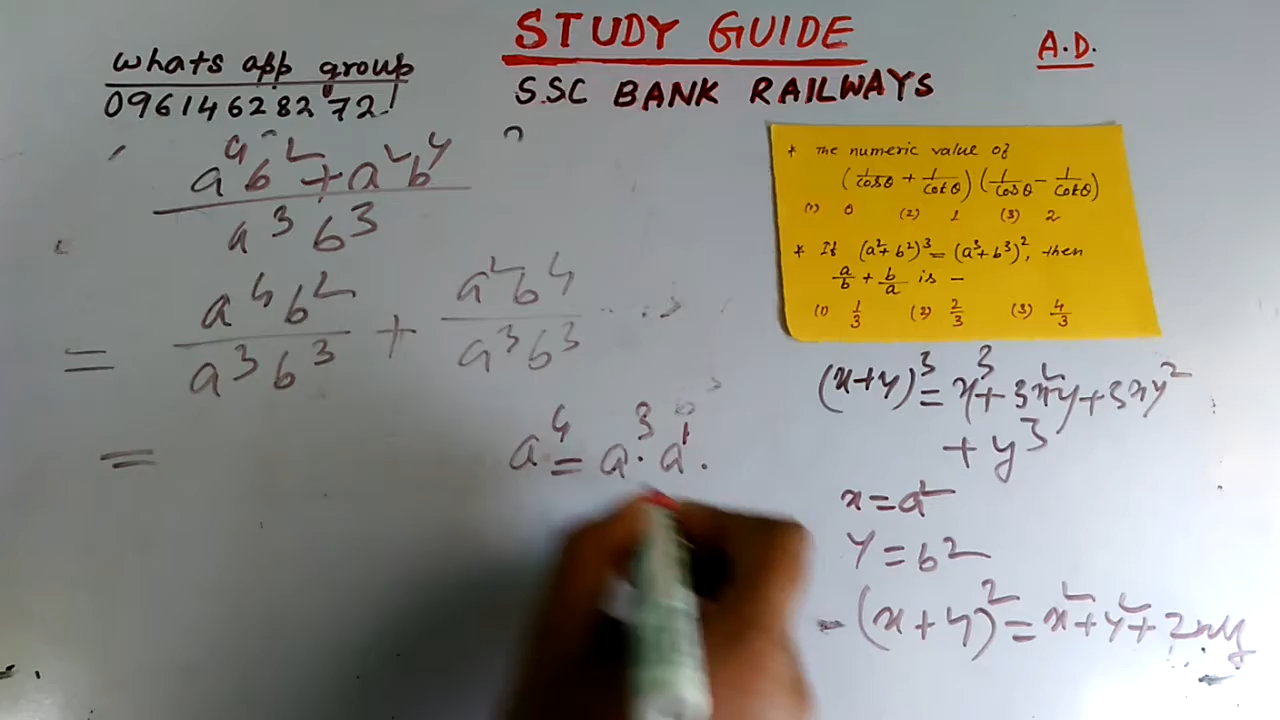 STUDY GUIDE
A.D.
whats app group
09614628272
SSC BANK RAILWAYS
a⁴b²+a²b⁴
a³b³
= a⁴b²/a³b³ + a²b⁴/a³b³
=
a⁴=a³.a¹.
* The numeric value of
(1/cosθ + 1/cotθ) (1/cosθ - 1/cotθ)
(1) 0 (2) 1 (3) 2
* If (a²+b²)³=(a³+b³)², then
a/b + b/a is -
(1) 1/3 (2) 2/3 (3) 4/3
(x+y)³=x³+3x²y+3xy²
+y³
x=a²
y=b²
-(x+y)²=x²+y²+2xy